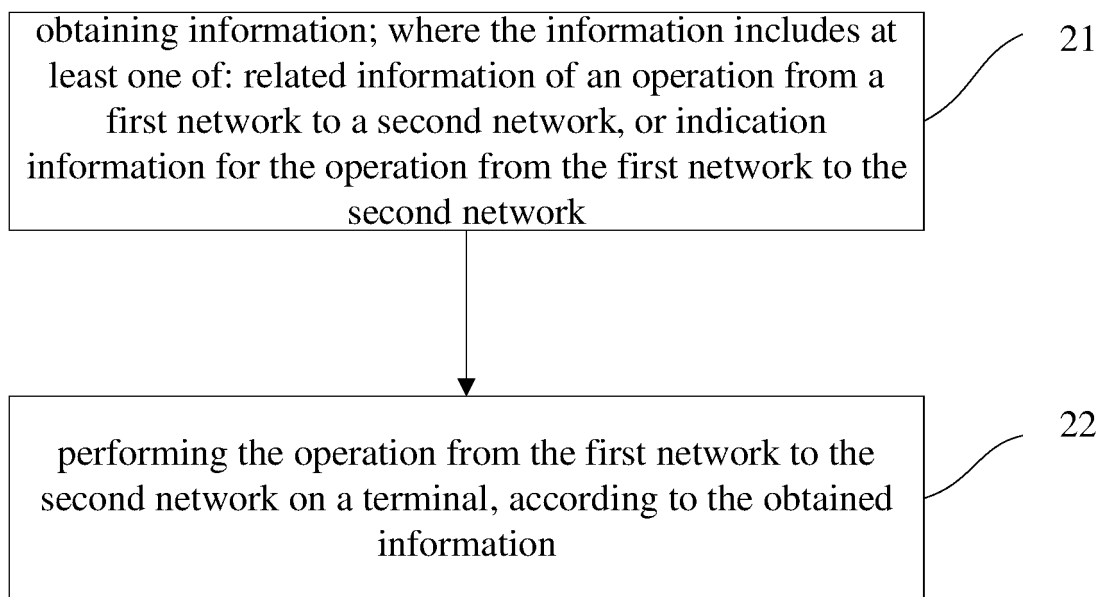 obtaining information; where the information includes at
least one of: related information of an operation from a
first network to a second network, or indication
information for the operation from the first network to the
second network
21
performing the operation from the first network to the
second network on a terminal, according to the obtained
information
22